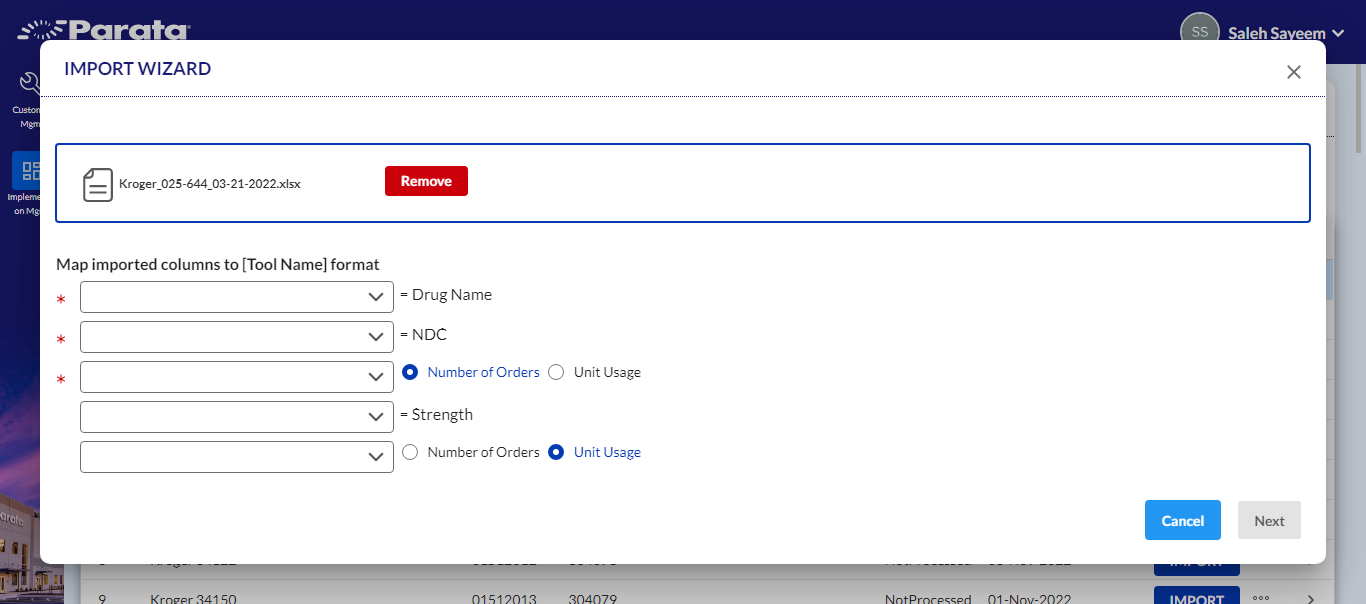 Parata
SS Saleh Sayeem
IMPORT WIZARD
Custom
Mgm
Impleme
on Mg
Kroger_025-644_03-21-2022.xlsx Remove
Map imported columns to [Tool Name] format
* = Drug Name
* = NDC
* Number of Orders Unit Usage
= Strength
Number of Orders Unit Usage
Cancel Next
parata
9 Kroger 34150 01512013 304079 NotProcessed 01-Nov-2022 IMPORT